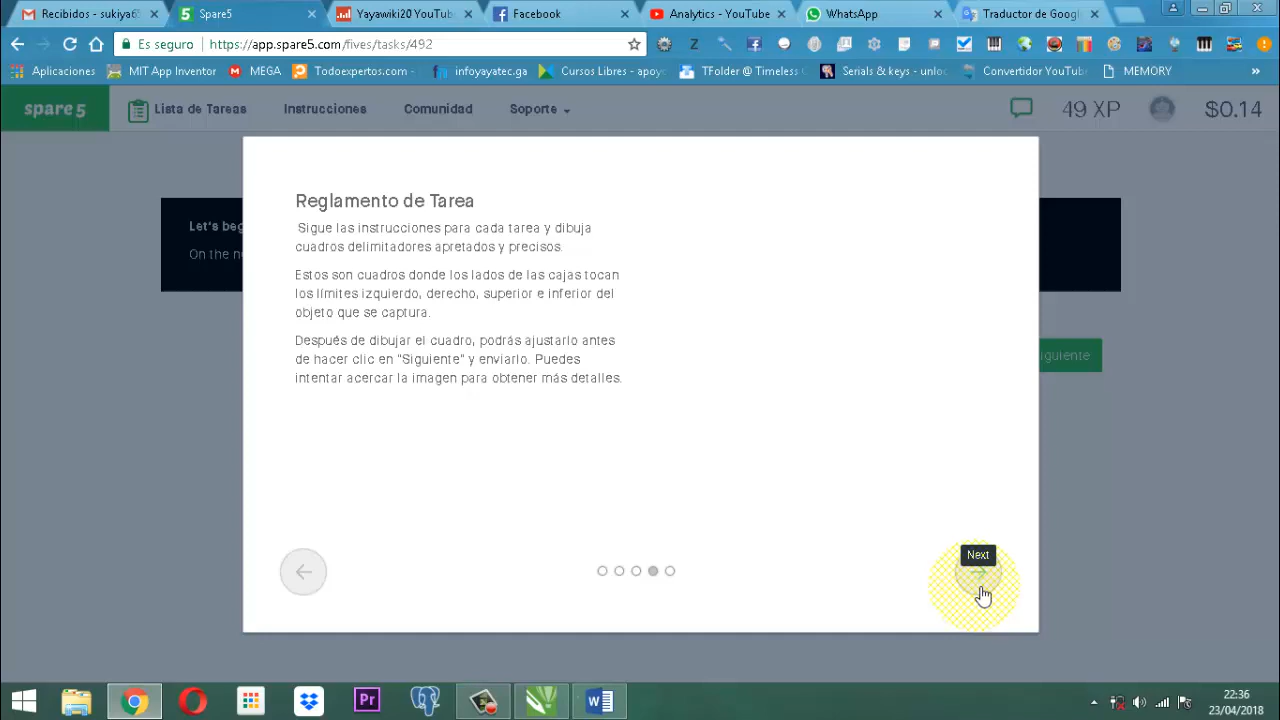 Recibidos - sukiya6
Spare5
Yayawiki20 YouTube
Facebook
Analytics - YouTube
WhatsApp
Traductor de Googl
Es seguro
https://app.spare5.com/fives/tasks/492
Aplicaciones
MIT App Inventor
MEGA
Todoexpertos.com -
infoyayatec.ga
Cursos Libres - apoy
TFolder @ Timeless
Serials & keys - unlo
Convertidor YouTub
MEMORY
»
spare5
Lista de Tareas
Instrucciones
Comunidad
Soporte
49 XP
$0.14
Let's beg
On the n
Reglamento de Tarea
Sigue las instrucciones para cada tarea y dibuja
cuadros delimitadores apretados y precisos.
Estos son cuadros donde los lados de las cajas tocan
los límites izquierdo, derecho, superior e inferior del
objeto que se captura.
Después de dibujar el cuadro, podrás ajustarlo antes
de hacer clic en "Siguiente" y enviarlo. Puedes
intentar acercar la imagen para obtener más detalles.
iguiente
Next
Pr
22:36
23/04/2018